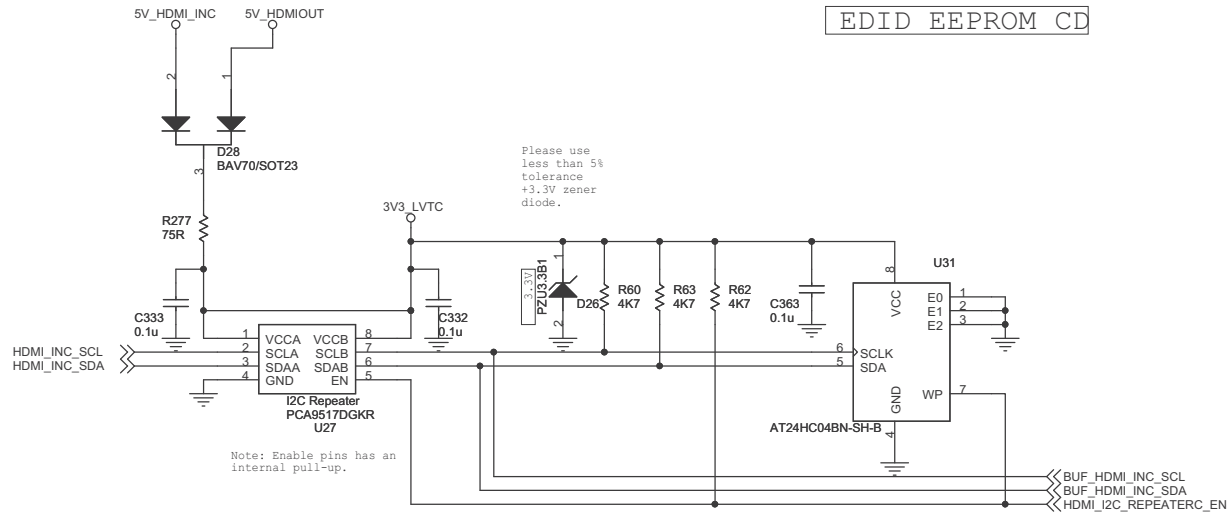 5V_HDMI_INC
5V_HDMIOUT
EDID EEPROM CD
2
1
D28
BAV70/SOT23
3
Please use
less than 5%
tolerance
+3.3V zener
diode.
R277
75R
3V3_LVTC
C333
0.1u
C332
0.1u
3.3V
PZU3.3B1
1
2
D26
R60
4K7
R63
4K7
R62
4K7
C363
0.1u
U31
8
VCC
E0 1
E1 2
E2 3
6 SCLK
5 SDA
WP 7
GND
4
AT24HC04BN-SH-B
HDMI_INC_SCL
HDMI_INC_SDA
1 VCCA VCCB 8
2 SCLA SCLB 7
3 SDAA SDAB 6
4 GND EN 5
I2C Repeater
PCA9517DGKR
U27
Note: Enable pins has an
internal pull-up.
BUF_HDMI_INC_SCL
BUF_HDMI_INC_SDA
HDMI_I2C_REPEATERC_EN